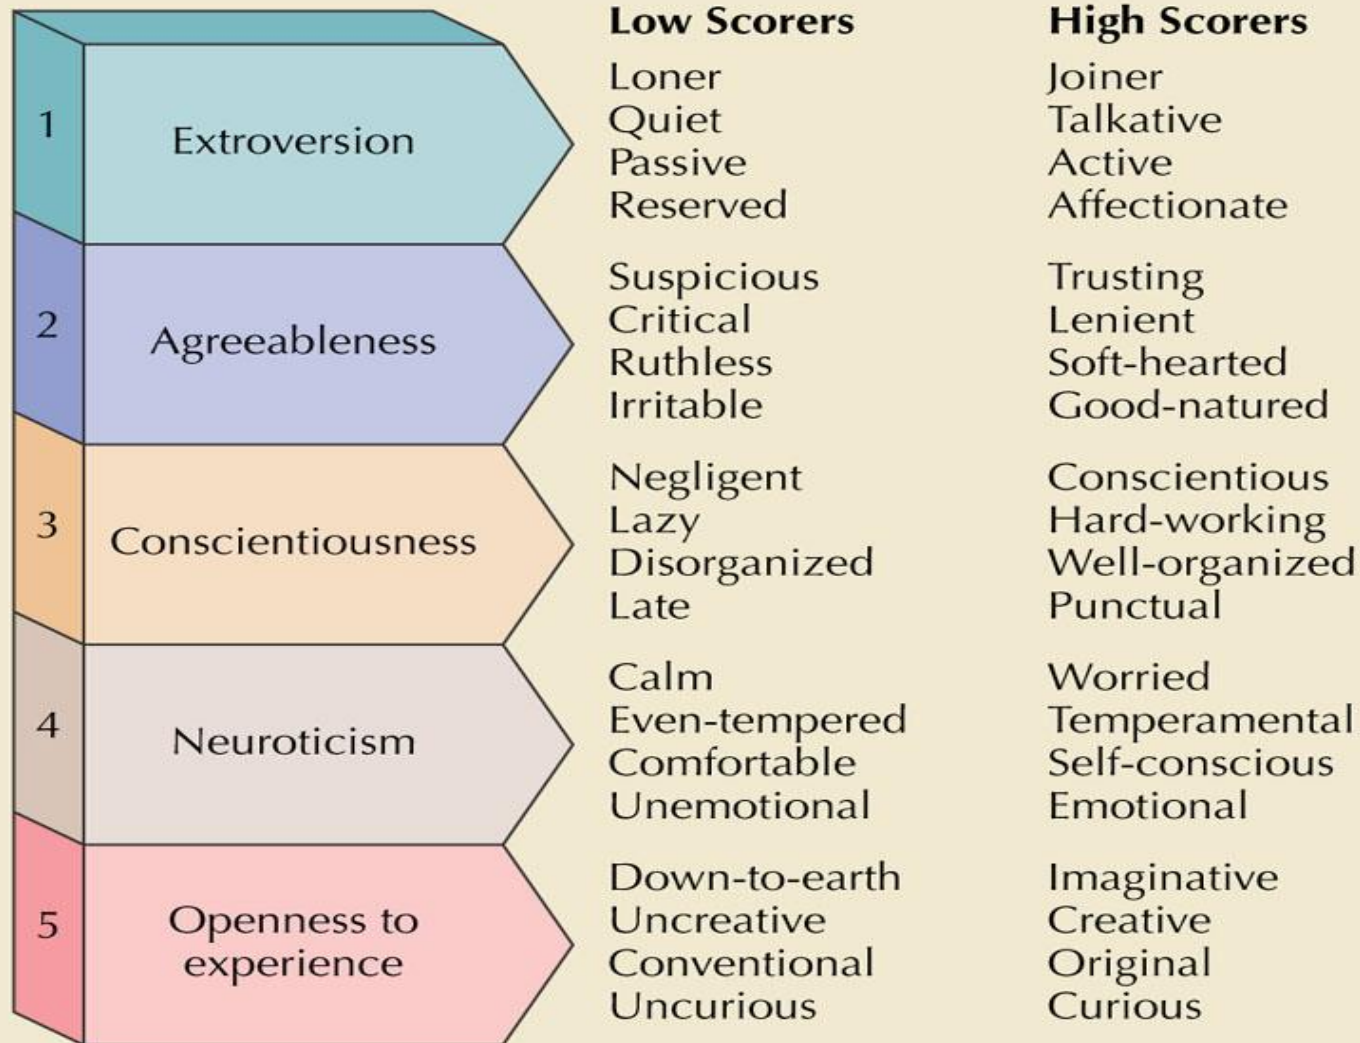 Low Scorers High Scorers
1
Extroversion
Loner Joiner
Quiet Talkative
Passive Active
Reserved Affectionate
2
Agreeableness
Suspicious Trusting
Critical Lenient
Ruthless Soft-hearted
Irritable Good-natured
3
Conscientiousness
Negligent Conscientious
Lazy Hard-working
Disorganized Well-organized
Late Punctual
4
Neuroticism
Calm Worried
Even-tempered Temperamental
Comfortable Self-conscious
Unemotional Emotional
5
Openness to
experience
Down-to-earth Imaginative
Uncreative Creative
Conventional Original
Uncurious Curious